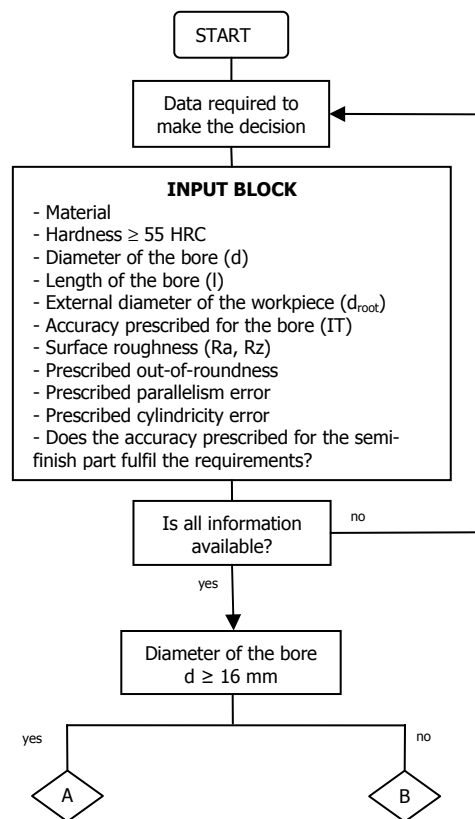 START
Data required to
make the decision
INPUT BLOCK
- Material
- Hardness ≥ 55 HRC
- Diameter of the bore (d)
- Length of the bore (l)
- External diameter of the workpiece (droot)
- Accuracy prescribed for the bore (IT)
- Surface roughness (Ra, Rz)
- Prescribed out-of-roundness
- Prescribed parallelism error
- Prescribed cylindricity error
- Does the accuracy prescribed for the semi-
finish part fulfil the requirements?
Is all information
available?
no
yes
Diameter of the bore
d ≥ 16 mm
yes
no
A
B